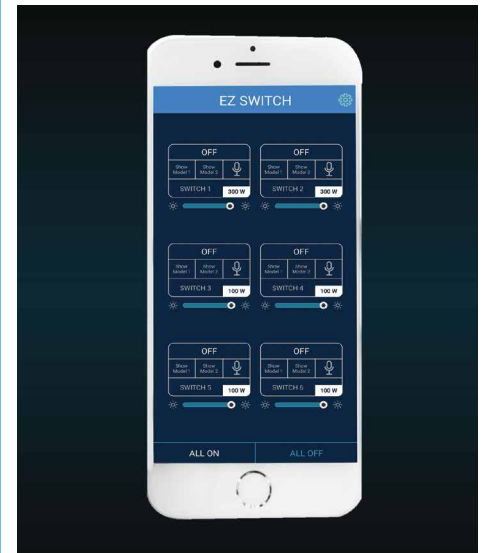 EZ SWITCH
OFF
Show Model 1
Show Model 2
SWITCH 1
300 W
OFF
Show Model 1
Show Model 2
SWITCH 2
300 W
OFF
Show Model 1
Show Model 2
SWITCH 3
100 W
OFF
Show Model 1
Show Model 2
SWITCH 4
100 W
OFF
Show Model 1
Show Model 2
SWITCH 5
100 W
OFF
Show Model 1
Show Model 2
SWITCH 6
100 W
ALL ON
ALL OFF